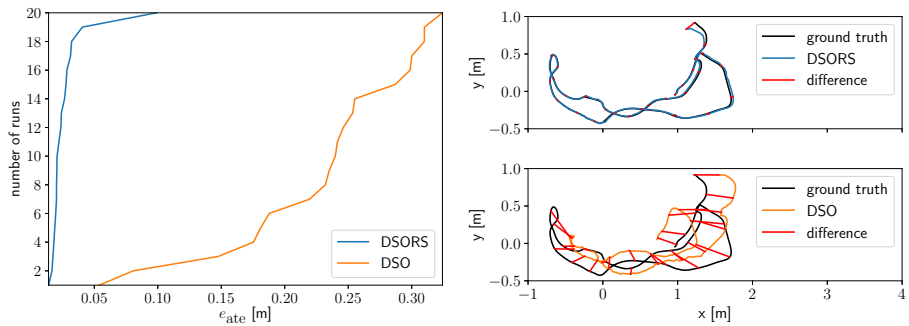 number of runs
20
18
16
14
12
10
8
6
4
2
DSORS
DSO
0.05
0.10
0.15
0.20
0.25
0.30
e_ate [m]
y [m]
1.0
0.5
0.0
−0.5
ground truth
DSORS
difference
y [m]
1.0
0.5
0.0
−0.5
ground truth
DSO
difference
−1
0
1
2
3
4
x [m]